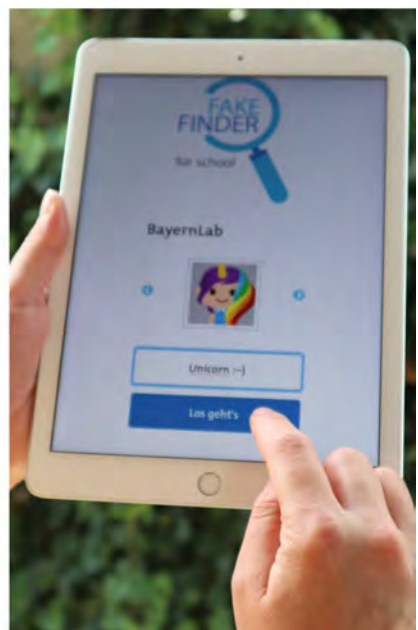 FAKE
FINDER
for school
BayernLab
Unicorn :-)
Los geht's